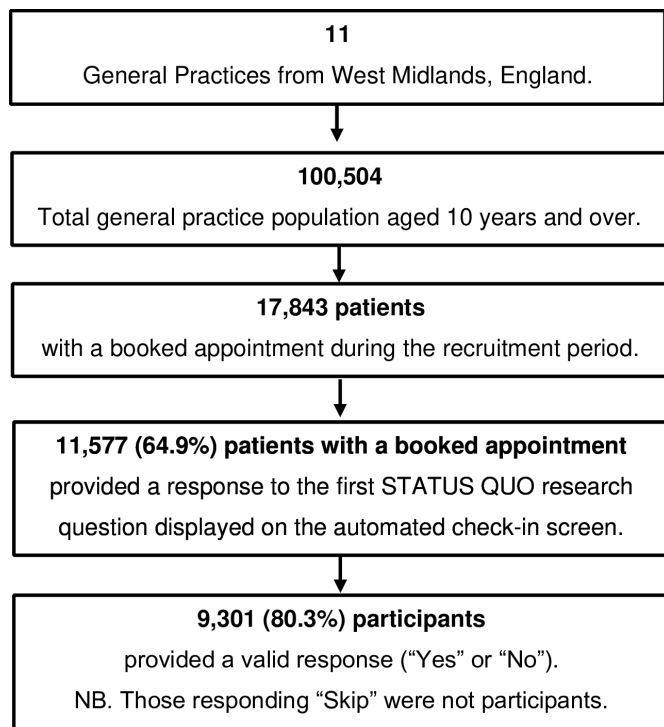 11
General Practices from West Midlands, England.
100,504
Total general practice population aged 10 years and over.
17,843 patients
with a booked appointment during the recruitment period.
11,577 (64.9%) patients with a booked appointment
provided a response to the first STATUS QUO research
question displayed on the automated check-in screen.
9,301 (80.3%) participants
provided a valid response (“Yes” or “No”).
NB. Those responding “Skip” were not participants.